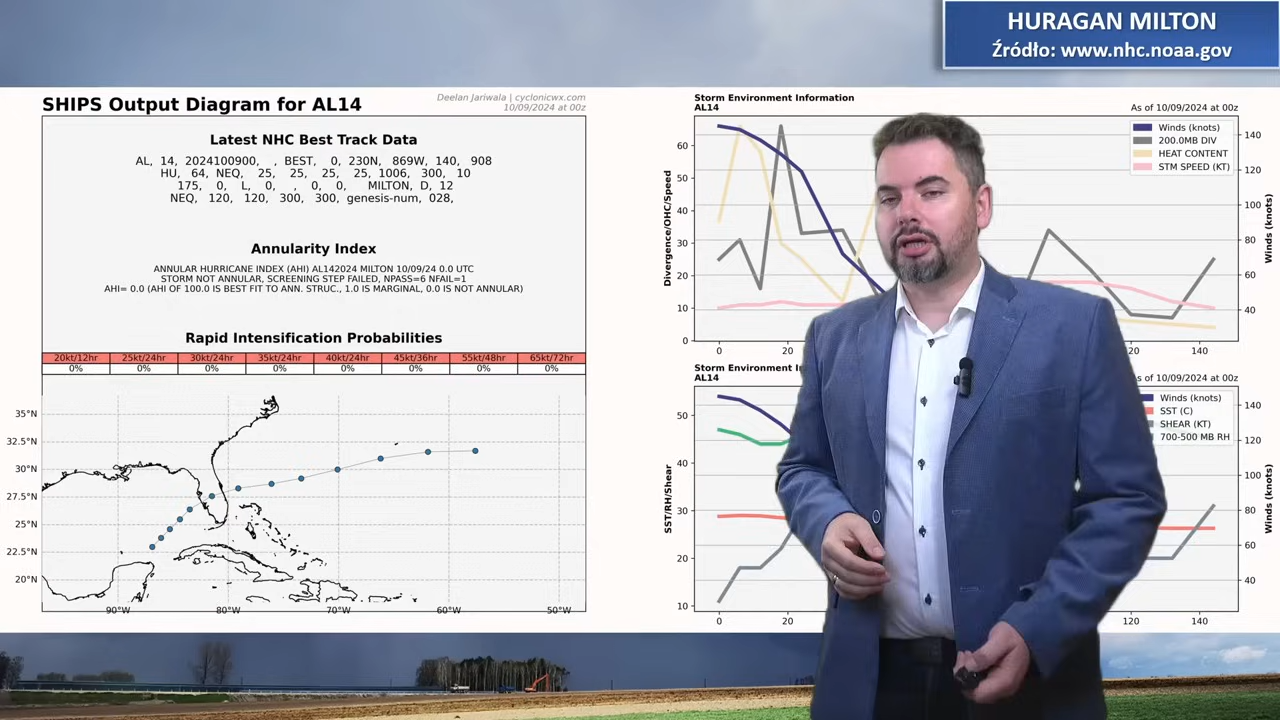 HURAGAN MILTON
Źródło: www.nhc.noaa.gov
SHIPS Output Diagram for AL14
Deelan Jariwala | cyclonicwx.com
10/09/2024 at 00z
Latest NHC Best Track Data
AL, 14, 2024100900, , BEST, 0, 230N, 869W, 140, 908
HU, 64, NEQ, 25, 25, 25, 25, 1006, 300, 10
175, 0, L, 0, , 0, 0, MILTON, D, 12
NEQ, 120, 120, 300, 300, genesis-num, 028,
Annularity Index
ANNULAR HURRICANE INDEX (AHI) AL142024 MILTON 10/09/24 0.0 UTC
STORM NOT ANNULAR, SCREENING STEP FAILED, NPASS=6 NFAIL=1
AHI= 0.0 (AHI OF 100.0 IS BEST FIT TO ANN. STRUC., 1.0 IS MARGINAL, 0.0 IS NOT ANNULAR)
Rapid Intensification Probabilities
20kt/12hr 25kt/24hr 30kt/24hr 35kt/24hr 40kt/24hr 45kt/36hr 55kt/48hr 65kt/72hr
0% 0% 0% 0% 0% 0% 0% 0%
35°N
32.5°N
30°N
27.5°N
25°N
22.5°N
20°N
90°W 80°W 70°W 60°W 50°W
Storm Environment Information
AL14
As of 10/09/2024 at 00z
Winds (knots)
200.0MB DIV
HEAT CONTENT
STM SPEED (KT)
Divergence/OHC/Speed
60
50
40
30
20
10
0
140
120
100
80
60
40
Winds (knots)
0 20 120 140
Storm Environment In
AL14
s of 10/09/2024 at 00z
Winds (knots)
SST (C)
SHEAR (KT)
700-500 MB RH
SST/RH/Shear
50
40
30
20
10
140
120
100
80
60
40
Winds (knots)
0 20 120 140